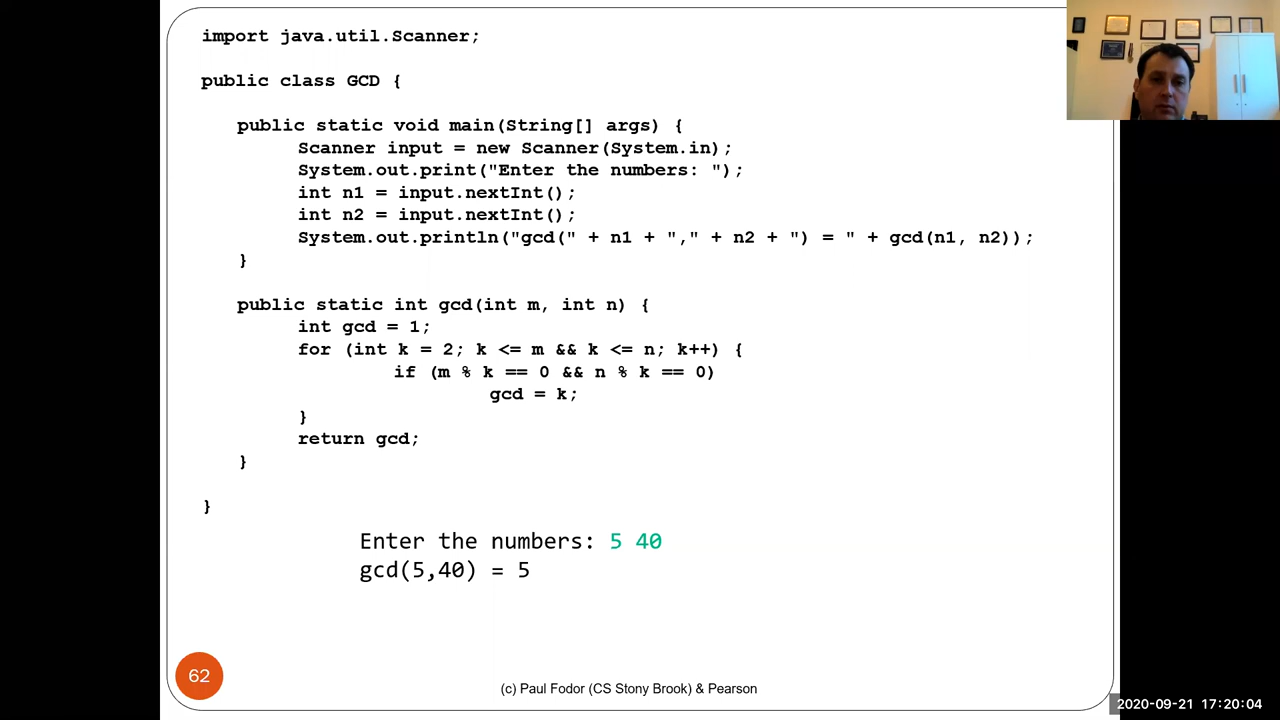 import java.util.Scanner;
public class GCD {
public static void main(String[] args) {
Scanner input = new Scanner(System.in);
System.out.print("Enter the numbers: ");
int n1 = input.nextInt();
int n2 = input.nextInt();
System.out.println("gcd(" + n1 + "," + n2 + ") = " + gcd(n1, n2));
}
public static int gcd(int m, int n) {
int gcd = 1;
for (int k = 2; k <= m && k <= n; k++) {
if (m % k == 0 && n % k == 0)
gcd = k;
}
return gcd;
}
}
Enter the numbers: 5 40
gcd(5,40) = 5
62
(c) Paul Fodor (CS Stony Brook) & Pearson
2020-09-21 17:20:04